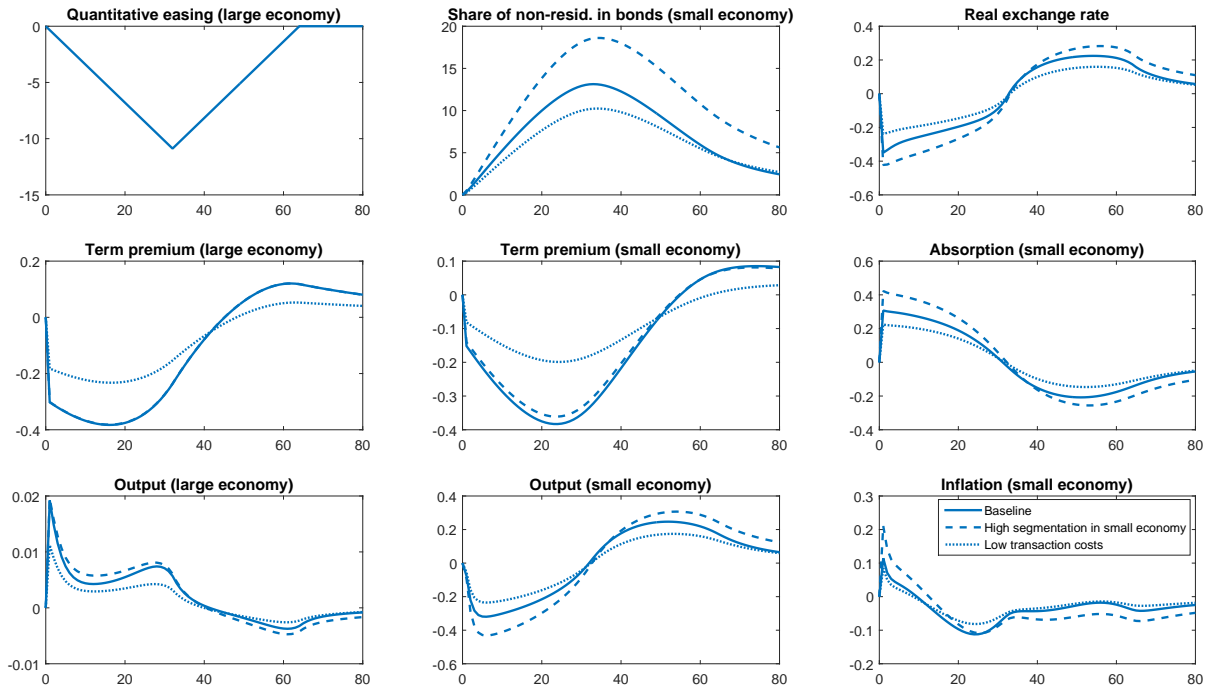 Quantitative easing (large economy)
0
-5
-10
-15
0 20 40 60 80
Share of non-resid. in bonds (small economy)
20
15
10
5
0
0 20 40 60 80
Real exchange rate
0.4
0.2
0
-0.2
-0.4
-0.6
0 20 40 60 80
Term premium (large economy)
0.2
0
-0.2
-0.4
0 20 40 60 80
Term premium (small economy)
0.1
0
-0.1
-0.2
-0.3
-0.4
0 20 40 60 80
Absorption (small economy)
0.6
0.4
0.2
0
-0.2
-0.4
0 20 40 60 80
Output (large economy)
0.02
0.01
0
-0.01
0 20 40 60 80
Output (small economy)
0.4
0.2
0
-0.2
-0.4
-0.6
0 20 40 60 80
Inflation (small economy)
0.3
0.2
0.1
0
-0.1
-0.2
0 20 40 60 80
Baseline
High segmentation in small economy
Low transaction costs